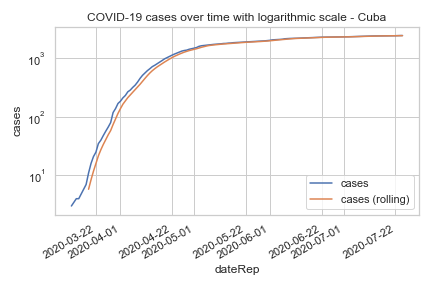 COVID-19 cases over time with logarithmic scale - Cuba
cases
10³
10²
10¹
cases
cases (rolling)
2020-03-22
2020-04-01
2020-04-22
2020-05-01
2020-05-22
2020-06-01
2020-06-22
2020-07-01
2020-07-22
dateRep